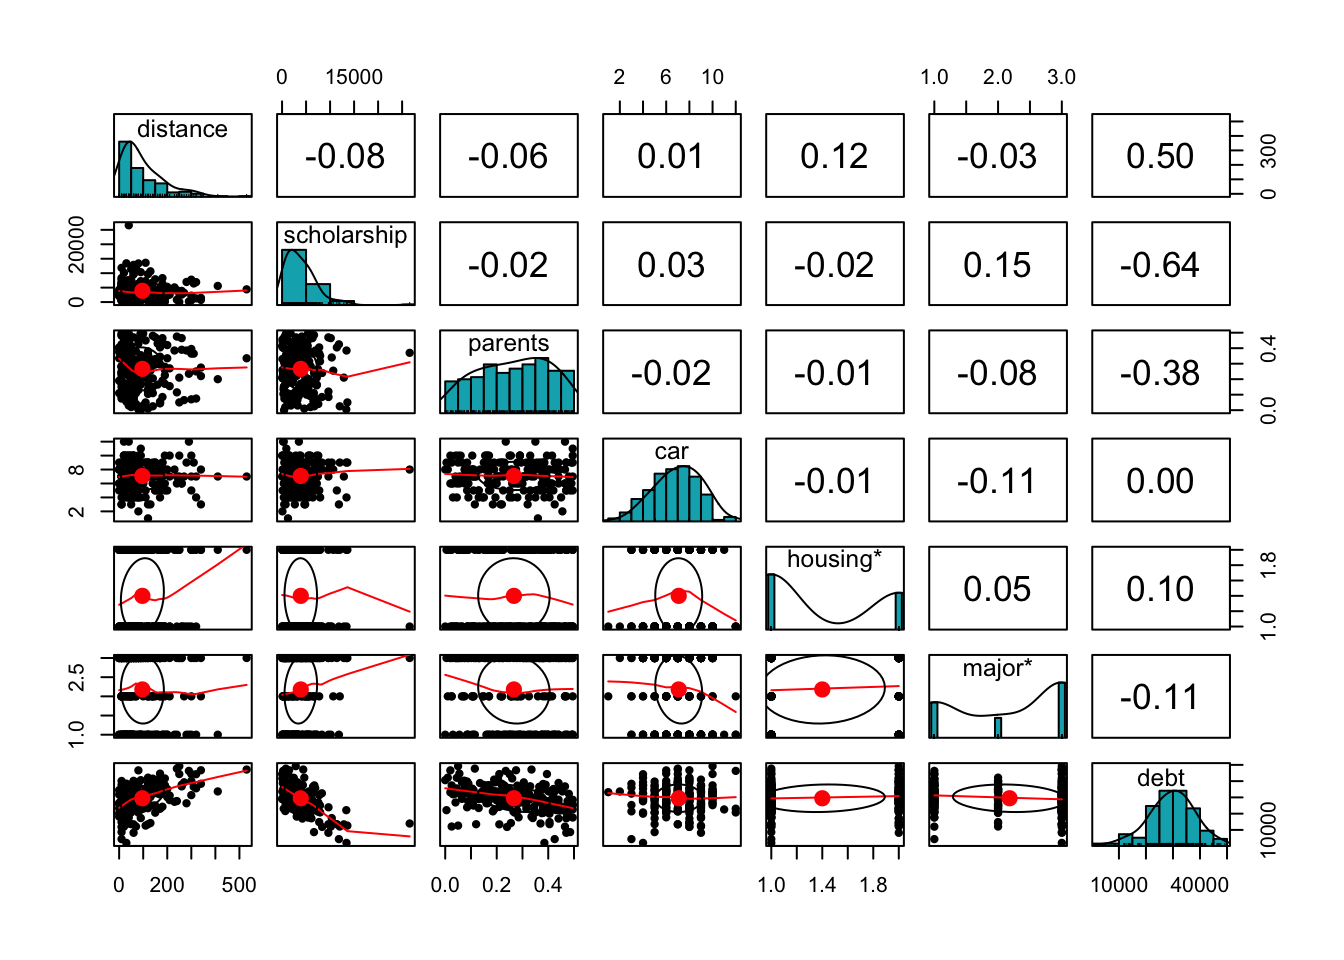 0 15000 2 6 10 1.0 2.0 3.0
distance -0.08 -0.06 0.01 0.12 -0.03 0.50 0 300
0 20000 scholarship -0.02 0.03 -0.02 0.15 -0.64
parents -0.02 -0.01 -0.08 -0.38 0.0 0.4
2 8 car -0.01 -0.11 0.00
housing* 0.05 0.10 1.0 1.8
1.0 2.5 major* -0.11
debt 10000
0 200 500 0.0 0.2 0.4 1.0 1.4 1.8 10000 40000